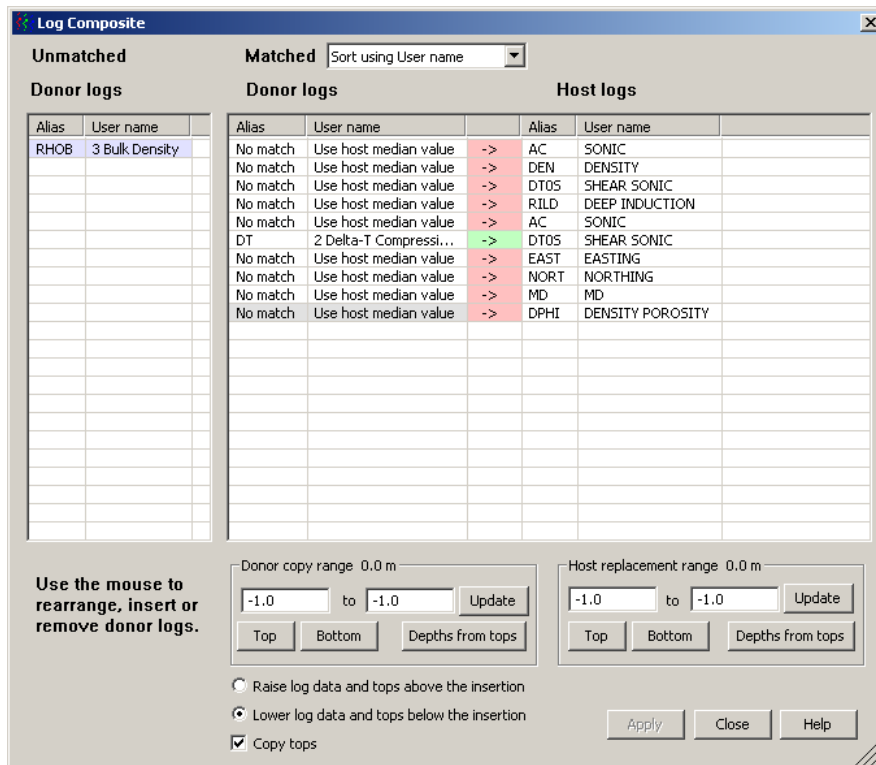 Log Composite
Unmatched
Matched Sort using User name
Donor logs
Donor logs
Host logs
Alias User name
Alias User name Alias User name
RHOB 3 Bulk Density
No match Use host median value -> AC SONIC
No match Use host median value -> DEN DENSITY
No match Use host median value -> DT0S SHEAR SONIC
No match Use host median value -> RILD DEEP INDUCTION
No match Use host median value -> AC SONIC
DT 2 Delta-T Compressi... -> DT0S SHEAR SONIC
No match Use host median value -> EAST EASTING
No match Use host median value -> NORT NORTHING
No match Use host median value -> MD MD
No match Use host median value -> DPHI DENSITY POROSITY
Use the mouse to
rearrange, insert or
remove donor logs.
Donor copy range 0.0 m
-1.0 to -1.0 Update
Top Bottom Depths from tops
Host replacement range 0.0 m
-1.0 to -1.0 Update
Top Bottom Depths from tops
Raise log data and tops above the insertion
Lower log data and tops below the insertion
Copy tops
Apply Close Help